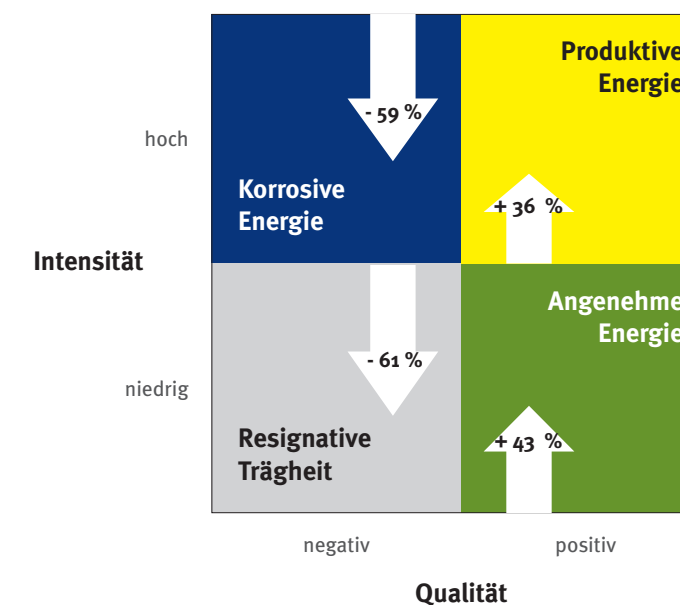 Produktive
Energie
- 59 %
hoch
Korrosive
Energie
+ 36 %
Intensität
Angenehme
Energie
- 61 %
niedrig
Resignative
Trägheit
+ 43 %
negativ
positiv
Qualität